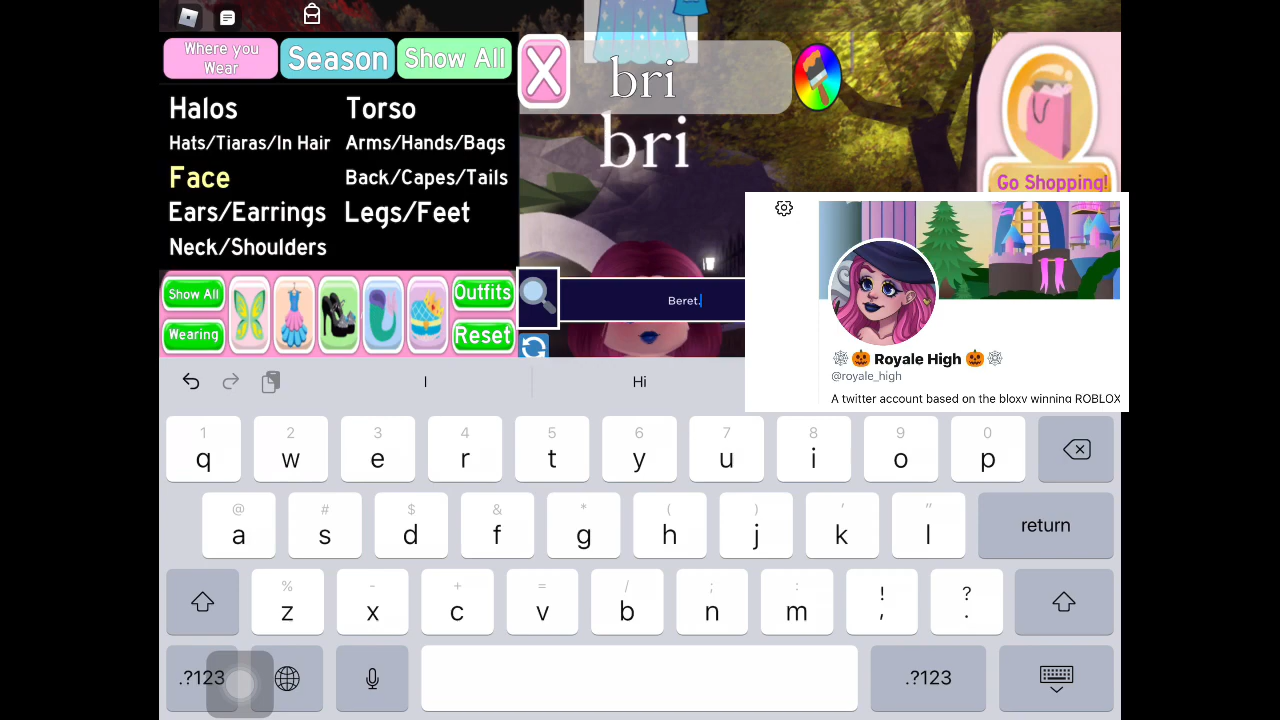 Where you
Wear
Season
Show All
Halos
Torso
Hats/Tiaras/In Hair
Arms/Hands/Bags
Face
Back/Capes/Tails
Ears/Earrings
Legs/Feet
Neck/Shoulders
Show All
Wearing
Outfits
Reset
bri
bri
Go Shopping!
Beret.
Royale High
@royale_high
A twitter account based on the bloxy winning ROBLOX
I
Hi
1 2 3 4 5 6 7 8 9 0
q w e r t y u i o p
@ # $ & * ( ) ' "
a s d f g h j k l
return
% - + = / ; : ! ?
z x c v b n m , .
.?123
.?123